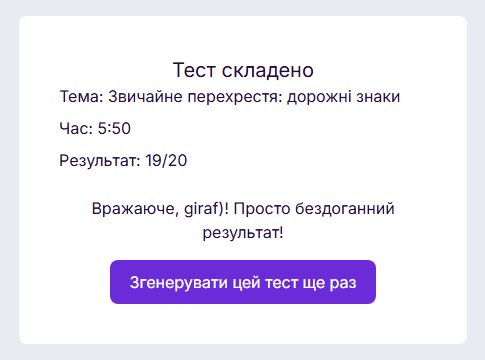 Тест складено
Тема: Звичайне перехрестя: дорожні знаки
Час: 5:50
Результат: 19/20
Вражаюче, giraf)! Просто бездоганний
результат!
Згенерувати цей тест ще раз